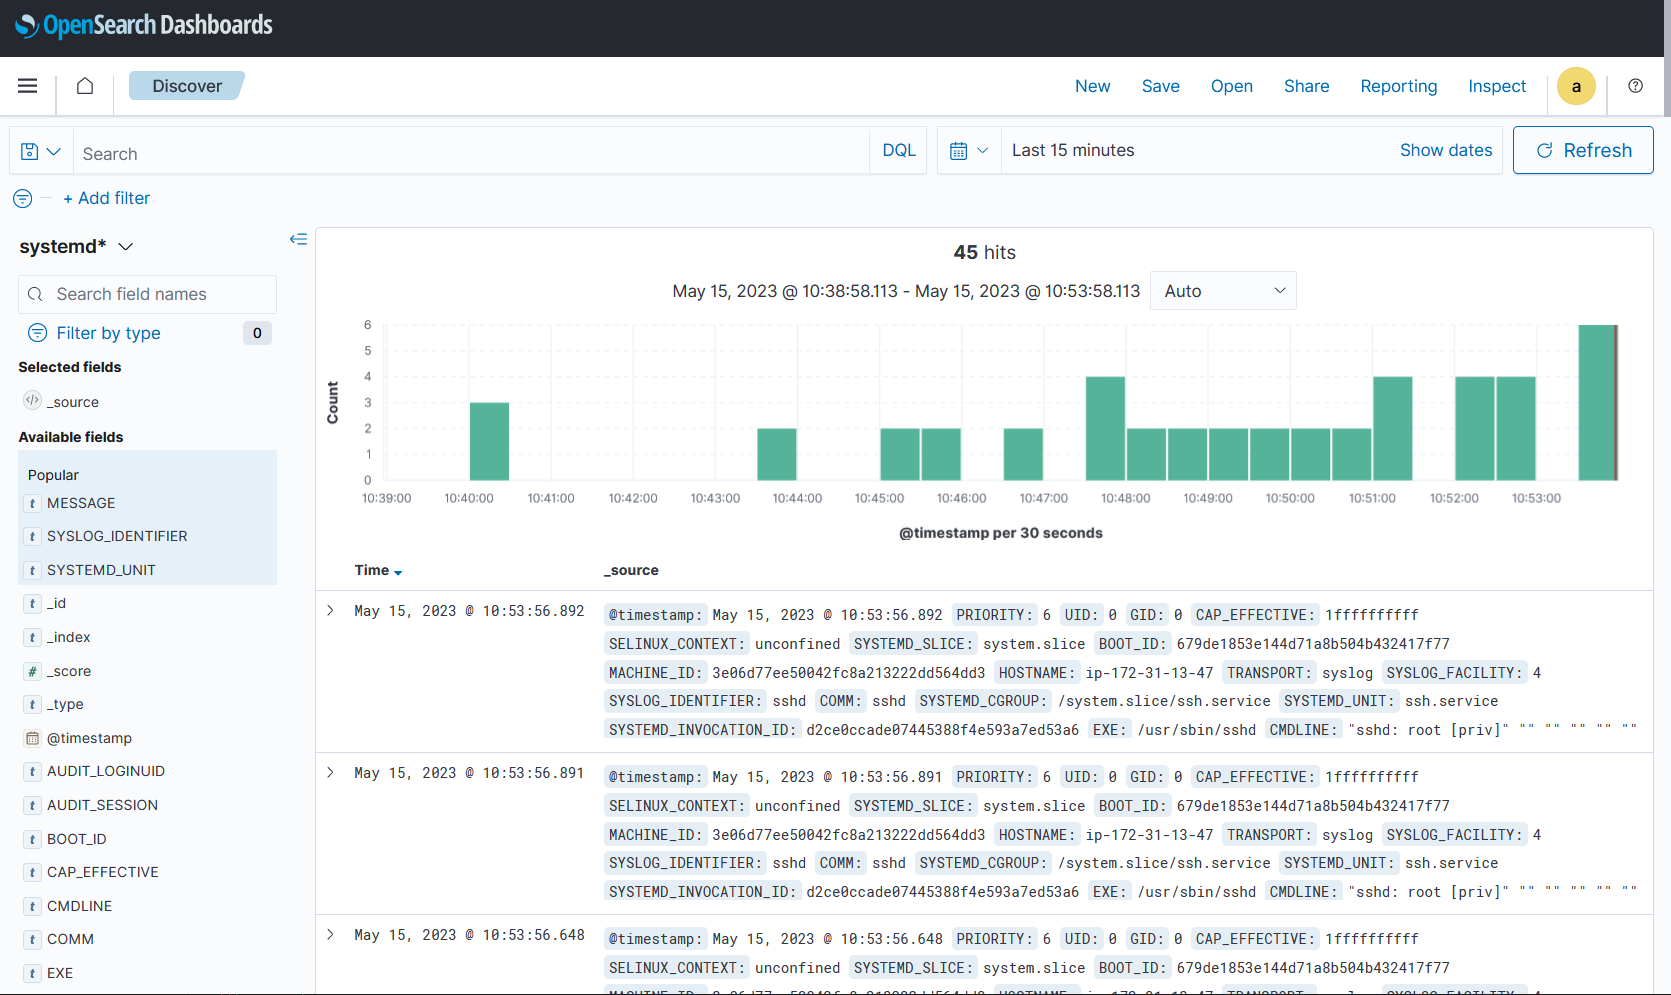 OpenSearch Dashboards
Discover
New Save Open Share Reporting Inspect a
Search DQL Last 15 minutes Show dates Refresh
+ Add filter
systemd*
Search field names
Filter by type 0
Selected fields
_source
Available fields
Popular
t MESSAGE
t SYSLOG_IDENTIFIER
t SYSTEMD_UNIT
t _id
t _index
# _score
t _type
@timestamp
t AUDIT_LOGINUID
t AUDIT_SESSION
t BOOT_ID
t CAP_EFFECTIVE
t CMDLINE
t COMM
t EXE
45 hits
May 15, 2023 @ 10:38:58.113 - May 15, 2023 @ 10:53:58.113 Auto
6
5
4
3
2
1
0
Count
10:39:00 10:40:00 10:41:00 10:42:00 10:43:00 10:44:00 10:45:00 10:46:00 10:47:00 10:48:00 10:49:00 10:50:00 10:51:00 10:52:00 10:53:00
@timestamp per 30 seconds
Time _source
May 15, 2023 @ 10:53:56.892 @timestamp: May 15, 2023 @ 10:53:56.892 PRIORITY: 6 UID: 0 GID: 0 CAP_EFFECTIVE: 1ffffffffff
SELINUX_CONTEXT: unconfined SYSTEMD_SLICE: system.slice BOOT_ID: 679de1853e144d71a8b504b432417f77
MACHINE_ID: 3e06d77ee50042fc8a213222dd564dd3 HOSTNAME: ip-172-31-13-47 TRANSPORT: syslog SYSLOG_FACILITY: 4
SYSLOG_IDENTIFIER: sshd COMM: sshd SYSTEMD_CGROUP: /system.slice/ssh.service SYSTEMD_UNIT: ssh.service
SYSTEMD_INVOCATION_ID: d2ce0ccade07445388f4e593a7ed53a6 EXE: /usr/sbin/sshd CMDLINE: "sshd: root [priv]" "" "" "" "" ""
May 15, 2023 @ 10:53:56.891 @timestamp: May 15, 2023 @ 10:53:56.891 PRIORITY: 6 UID: 0 GID: 0 CAP_EFFECTIVE: 1ffffffffff
SELINUX_CONTEXT: unconfined SYSTEMD_SLICE: system.slice BOOT_ID: 679de1853e144d71a8b504b432417f77
MACHINE_ID: 3e06d77ee50042fc8a213222dd564dd3 HOSTNAME: ip-172-31-13-47 TRANSPORT: syslog SYSLOG_FACILITY: 4
SYSLOG_IDENTIFIER: sshd COMM: sshd SYSTEMD_CGROUP: /system.slice/ssh.service SYSTEMD_UNIT: ssh.service
SYSTEMD_INVOCATION_ID: d2ce0ccade07445388f4e593a7ed53a6 EXE: /usr/sbin/sshd CMDLINE: "sshd: root [priv]" "" "" "" "" ""
May 15, 2023 @ 10:53:56.648 @timestamp: May 15, 2023 @ 10:53:56.648 PRIORITY: 6 UID: 0 GID: 0 CAP_EFFECTIVE: 1ffffffffff
SELINUX_CONTEXT: unconfined SYSTEMD_SLICE: system.slice BOOT_ID: 679de1853e144d71a8b504b432417f77